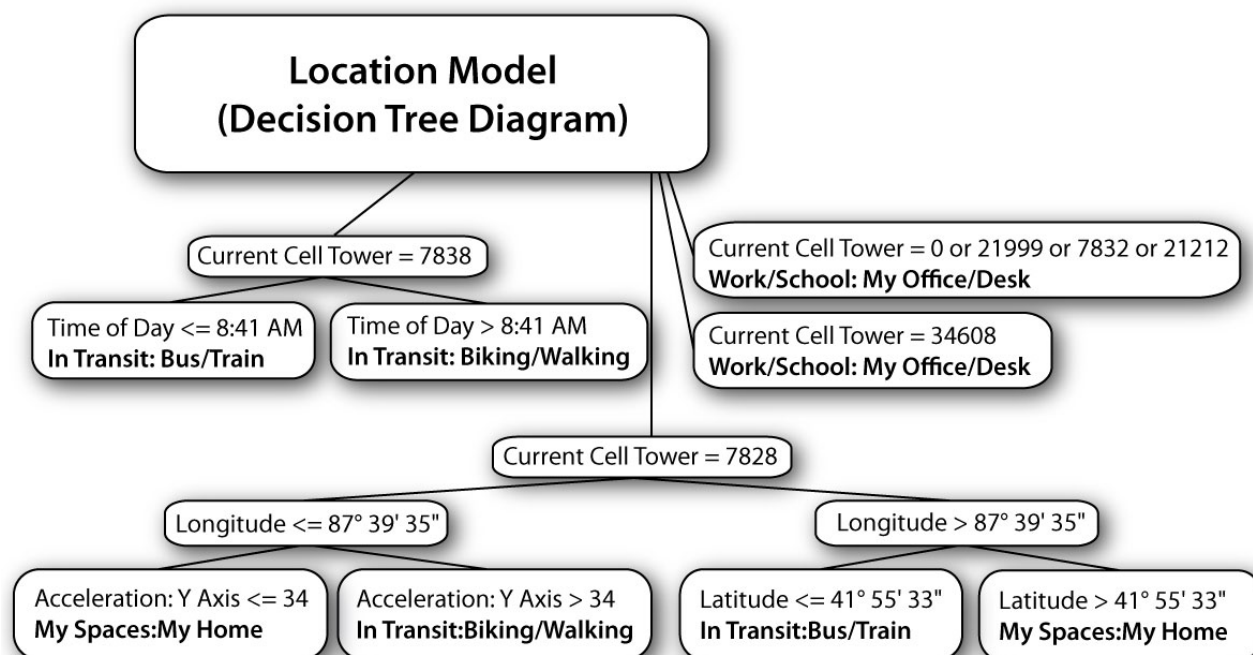 Location Model
(Decision Tree Diagram)
Current Cell Tower = 7838
Time of Day <= 8:41 AM
In Transit: Bus/Train
Time of Day > 8:41 AM
In Transit: Biking/Walking
Current Cell Tower = 0 or 21999 or 7832 or 21212
Work/School: My Office/Desk
Current Cell Tower = 34608
Work/School: My Office/Desk
Current Cell Tower = 7828
Longitude <= 87° 39' 35"
Longitude > 87° 39' 35"
Acceleration: Y Axis <= 34
My Spaces:My Home
Acceleration: Y Axis > 34
In Transit:Biking/Walking
Latitude <= 41° 55' 33"
In Transit:Bus/Train
Latitude > 41° 55' 33"
My Spaces:My Home